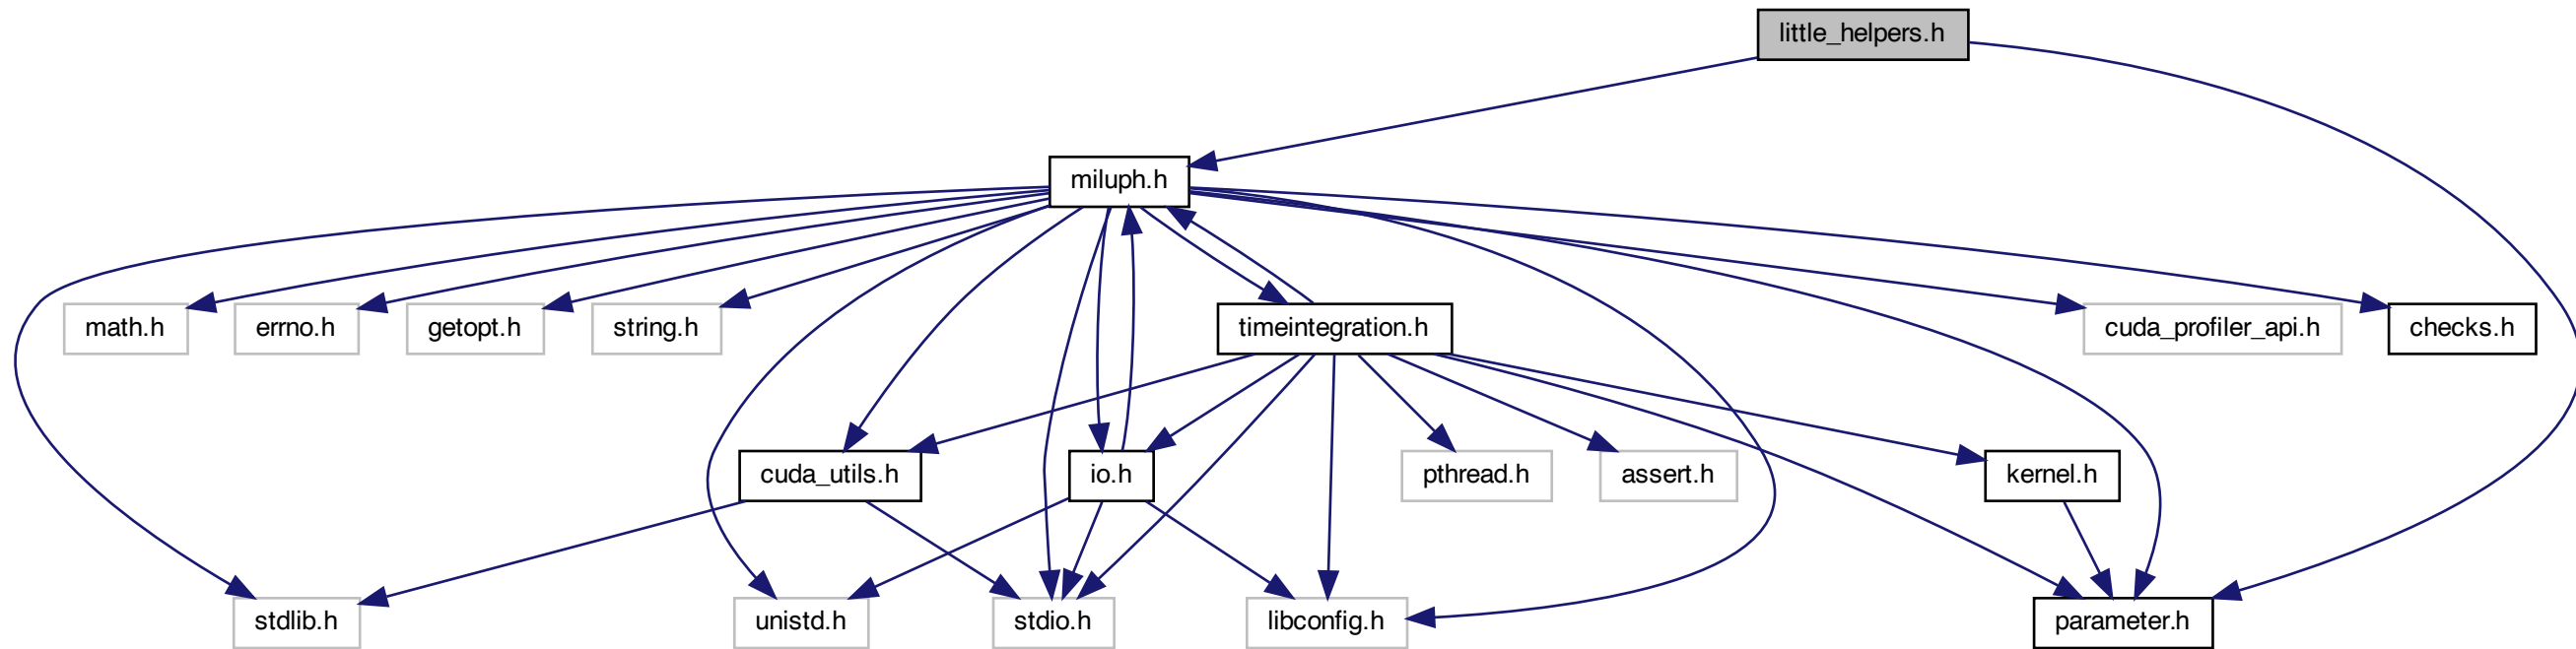 little_helpers.h
miluph.h
math.h
errno.h
getopt.h
string.h
timeintegration.h
cuda_profiler_api.h
checks.h
cuda_utils.h
io.h
pthread.h
assert.h
kernel.h
stdlib.h
unistd.h
stdio.h
libconfig.h
parameter.h